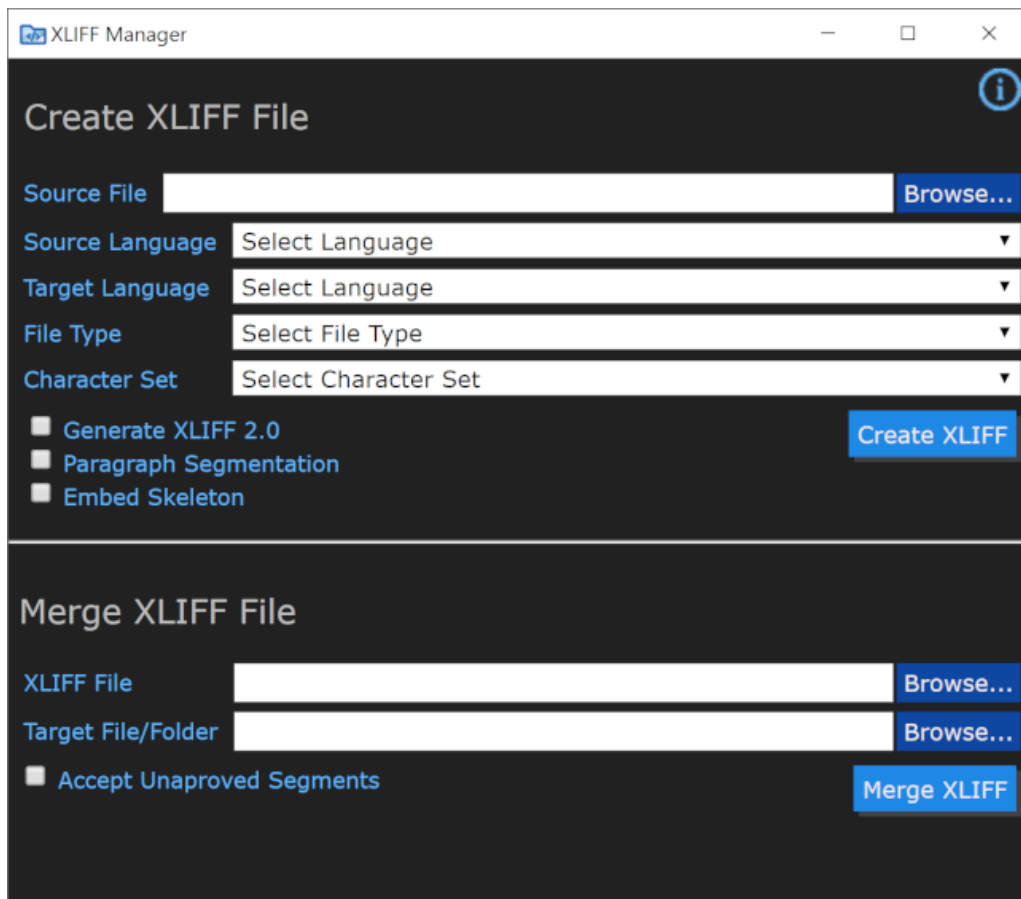 XLIFF Manager
Create XLIFF File
Source File Browse...
Source Language Select Language
Target Language Select Language
File Type Select File Type
Character Set Select Character Set
Generate XLIFF 2.0 Create XLIFF
Paragraph Segmentation
Embed Skeleton
Merge XLIFF File
XLIFF File Browse...
Target File/Folder Browse...
Accept Unaproved Segments Merge XLIFF